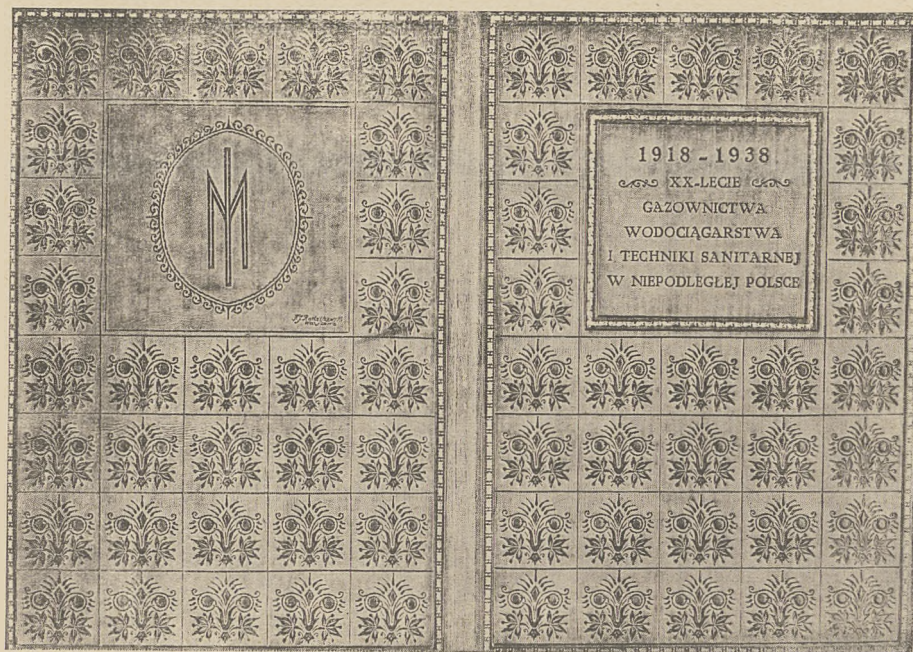 1918 - 1938
XX-LECIE
GAZOWNICTWA
WODOCIĄGARSTWA
I TECHNIKI SANITARNEJ
W NIEPODLEGŁEJ POLSCE